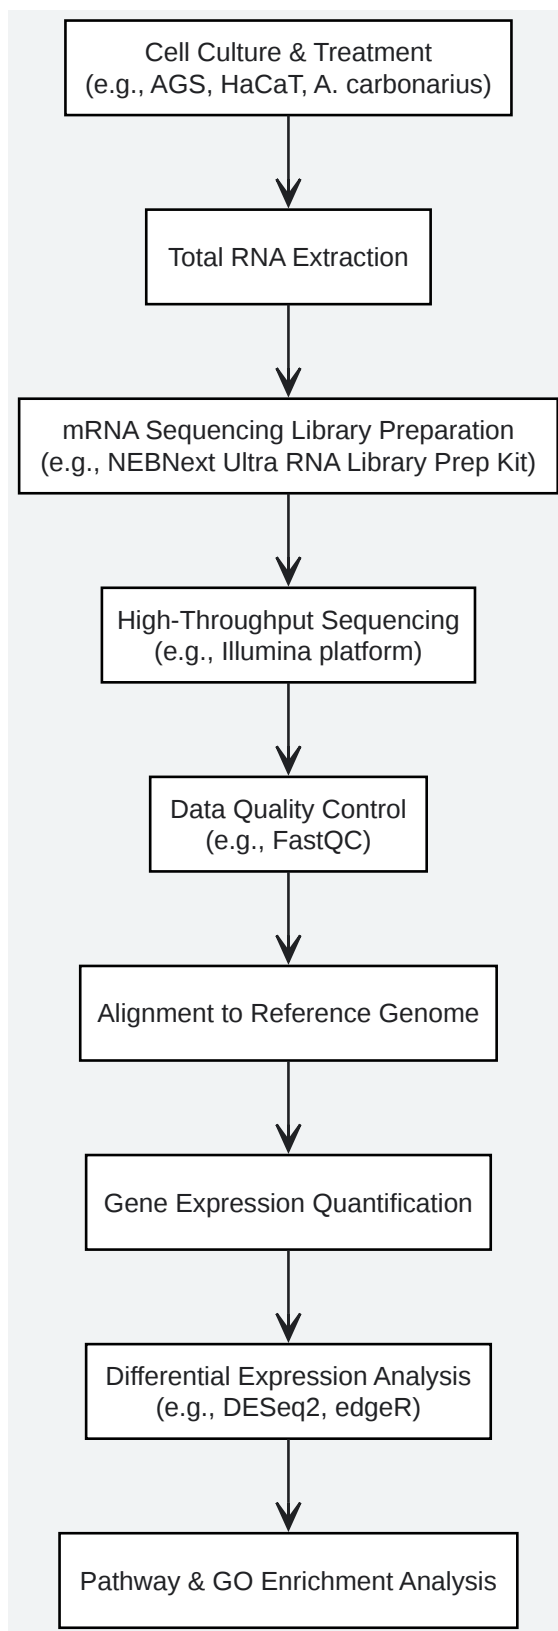 Cell Culture & Treatment
(e.g., AGS, HaCaT, A. carbonarius)
Total RNA Extraction
mRNA Sequencing Library Preparation
(e.g., NEBNext Ultra RNA Library Prep Kit)
High-Throughput Sequencing
(e.g., Illumina platform)
Data Quality Control
(e.g., FastQC)
Alignment to Reference Genome
Gene Expression Quantification
Differential Expression Analysis
(e.g., DESeq2, edgeR)
Pathway & GO Enrichment Analysis